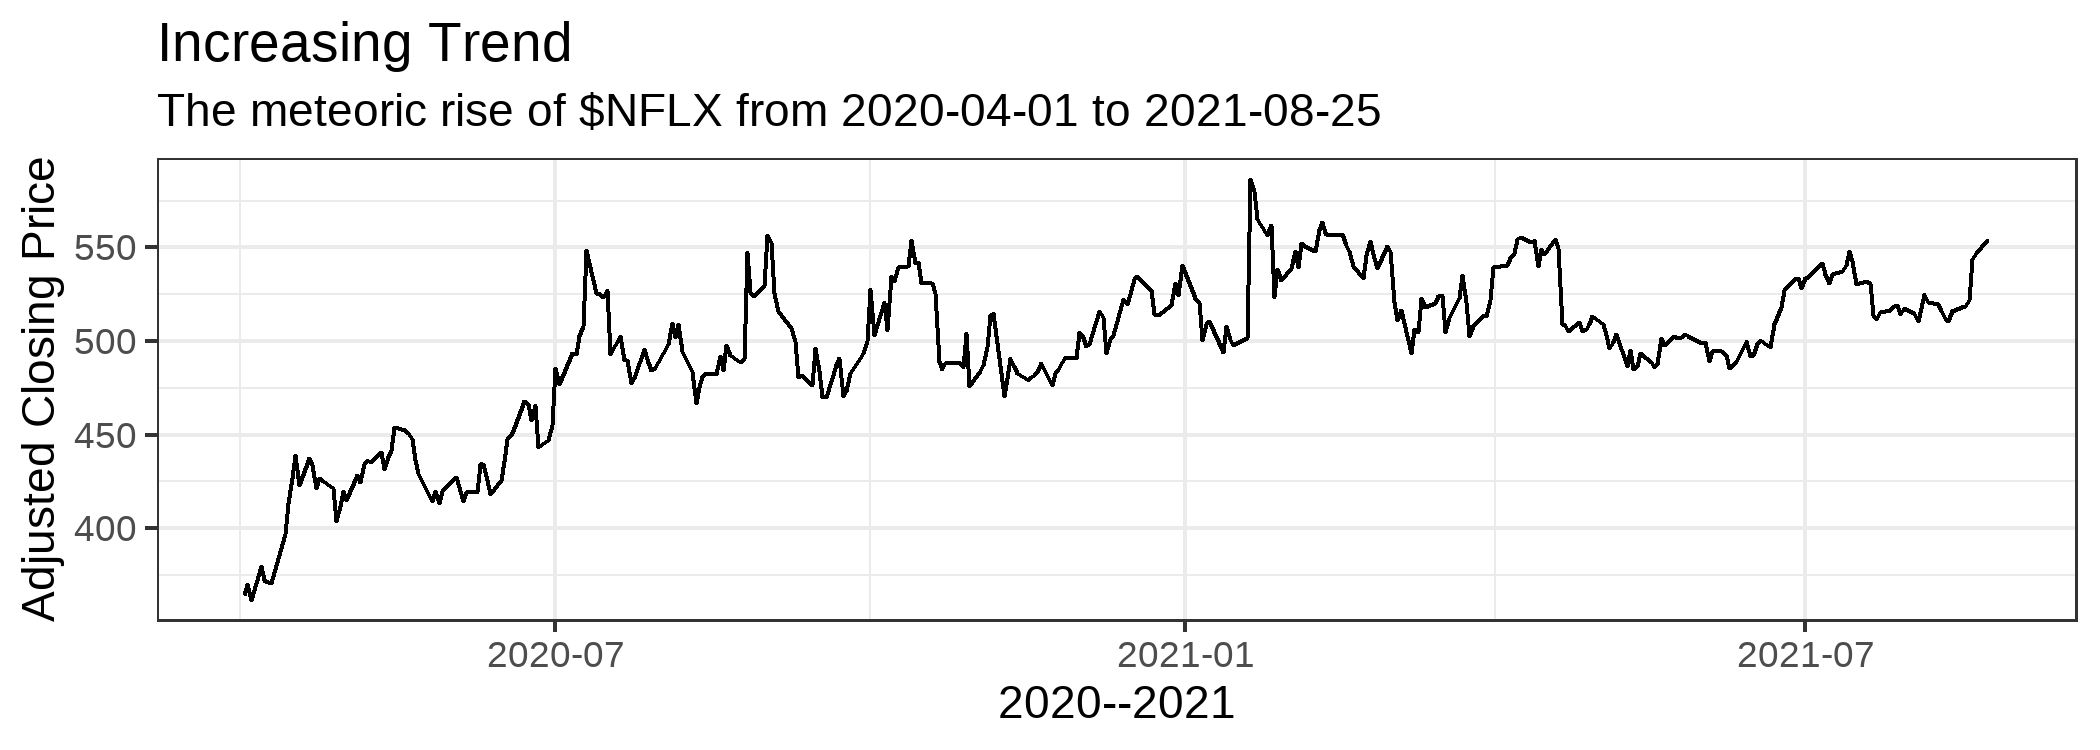 Increasing Trend
The meteoric rise of $NFLX from 2020-04-01 to 2021-08-25
Adjusted Closing Price
550
500
450
400
2020-07
2021-01
2021-07
2020--2021